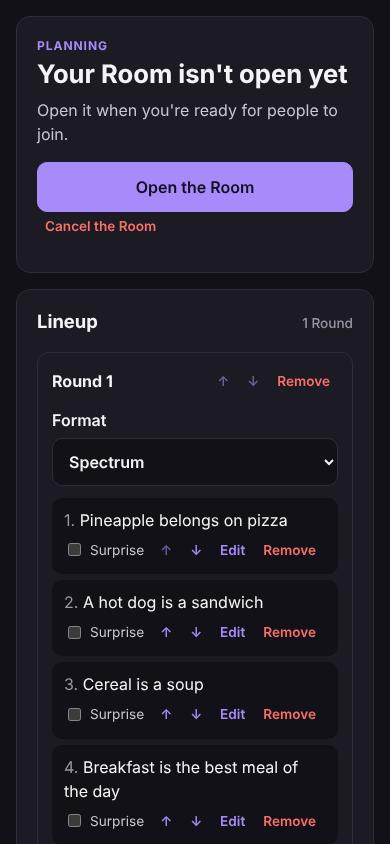 PLANNING
Your Room isn't open yet
Open it when you're ready for people to
join.
Open the Room
Cancel the Room
Lineup
1 Round
Round 1
↑ ↓ Remove
Format
Spectrum
1. Pineapple belongs on pizza
Surprise ↑ ↓ Edit Remove
2. A hot dog is a sandwich
Surprise ↑ ↓ Edit Remove
3. Cereal is a soup
Surprise ↑ ↓ Edit Remove
4. Breakfast is the best meal of
the day
Surprise ↑ ↓ Edit Remove